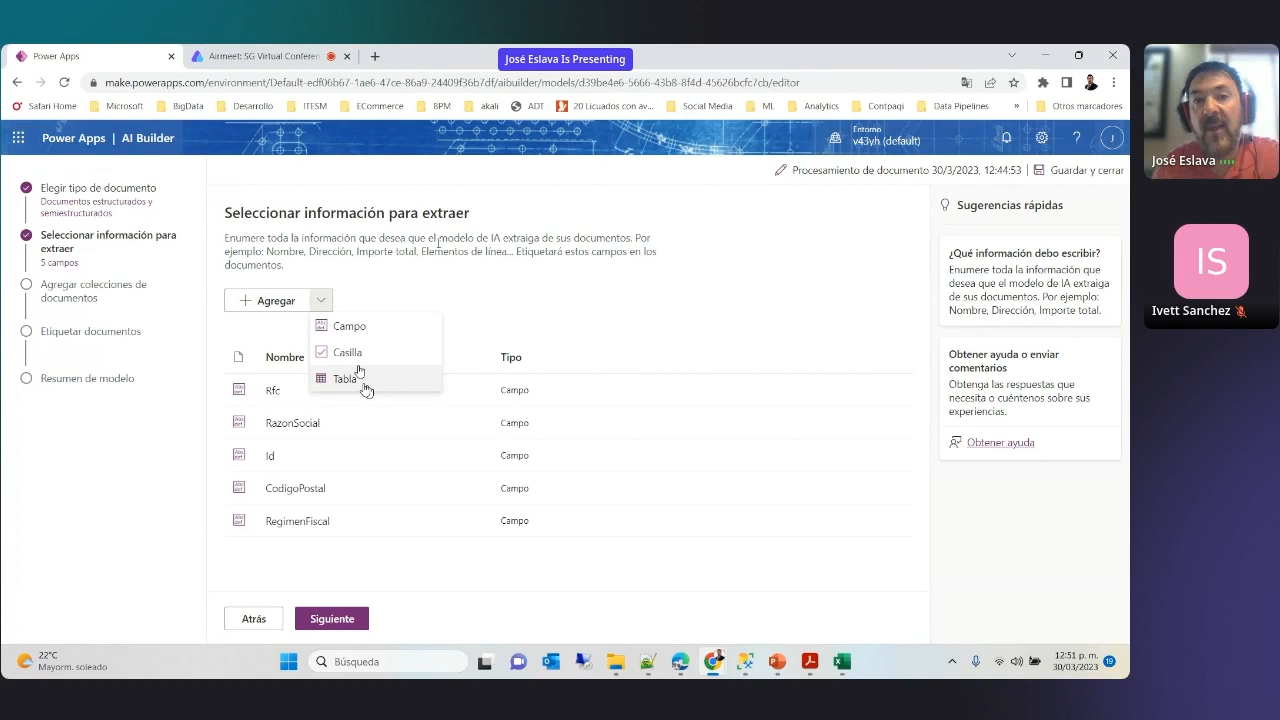 Power Apps
Airmeet: SG Virtual Conferen
José Eslava Is Presenting
make.powerapps.com/environment/Default-edf06b67-1ae6-47ce-86a9-24409f36b7df/aibuilder/models/d39be4e6-5666-43b8-8f4d-45626bcfc7cb/editor
Safari Home Microsoft BigData Desarrollo ITESM ECommerce BPM akali ADT 20 Licuados con av... Social Media ML Analytics Contpaqi Data Pipelines » Otros marcadores
Power Apps | AI Builder
Entorno
v43yh (default)
J
Procesamiento de documento 30/3/2023, 12:44:53
Guardar y cerrar
Elegir tipo de documento
Documentos estructurados y
semiestructurados
Seleccionar información para
extraer
5 campos
Agregar colecciones de
documentos
Etiquetar documentos
Resumen de modelo
Seleccionar información para extraer
Enumere toda la información que desea que el modelo de IA extraiga de sus documentos. Por
ejemplo: Nombre, Dirección, Importe total, Elementos de línea... Etiquetará estos campos en los
documentos.
Agregar
Campo
Casilla
Tabla
Nombre Tipo
Rfc Campo
RazonSocial Campo
Id Campo
CodigoPostal Campo
RegimenFiscal Campo
Atrás Siguiente
Sugerencias rápidas
¿Qué información debo escribir?
Enumere toda la información que
desea que el modelo de IA extraiga
de sus documentos. Por ejemplo:
Nombre, Dirección, Importe total.
Obtener ayuda o enviar
comentarios
Obtenga las respuestas que
necesita o cuéntenos sobre sus
experiencias.
Obtener ayuda
22°C
Mayorm. soleado
Búsqueda
12:51 p. m.
30/03/2023
19
José Eslava
IS
Ivett Sanchez